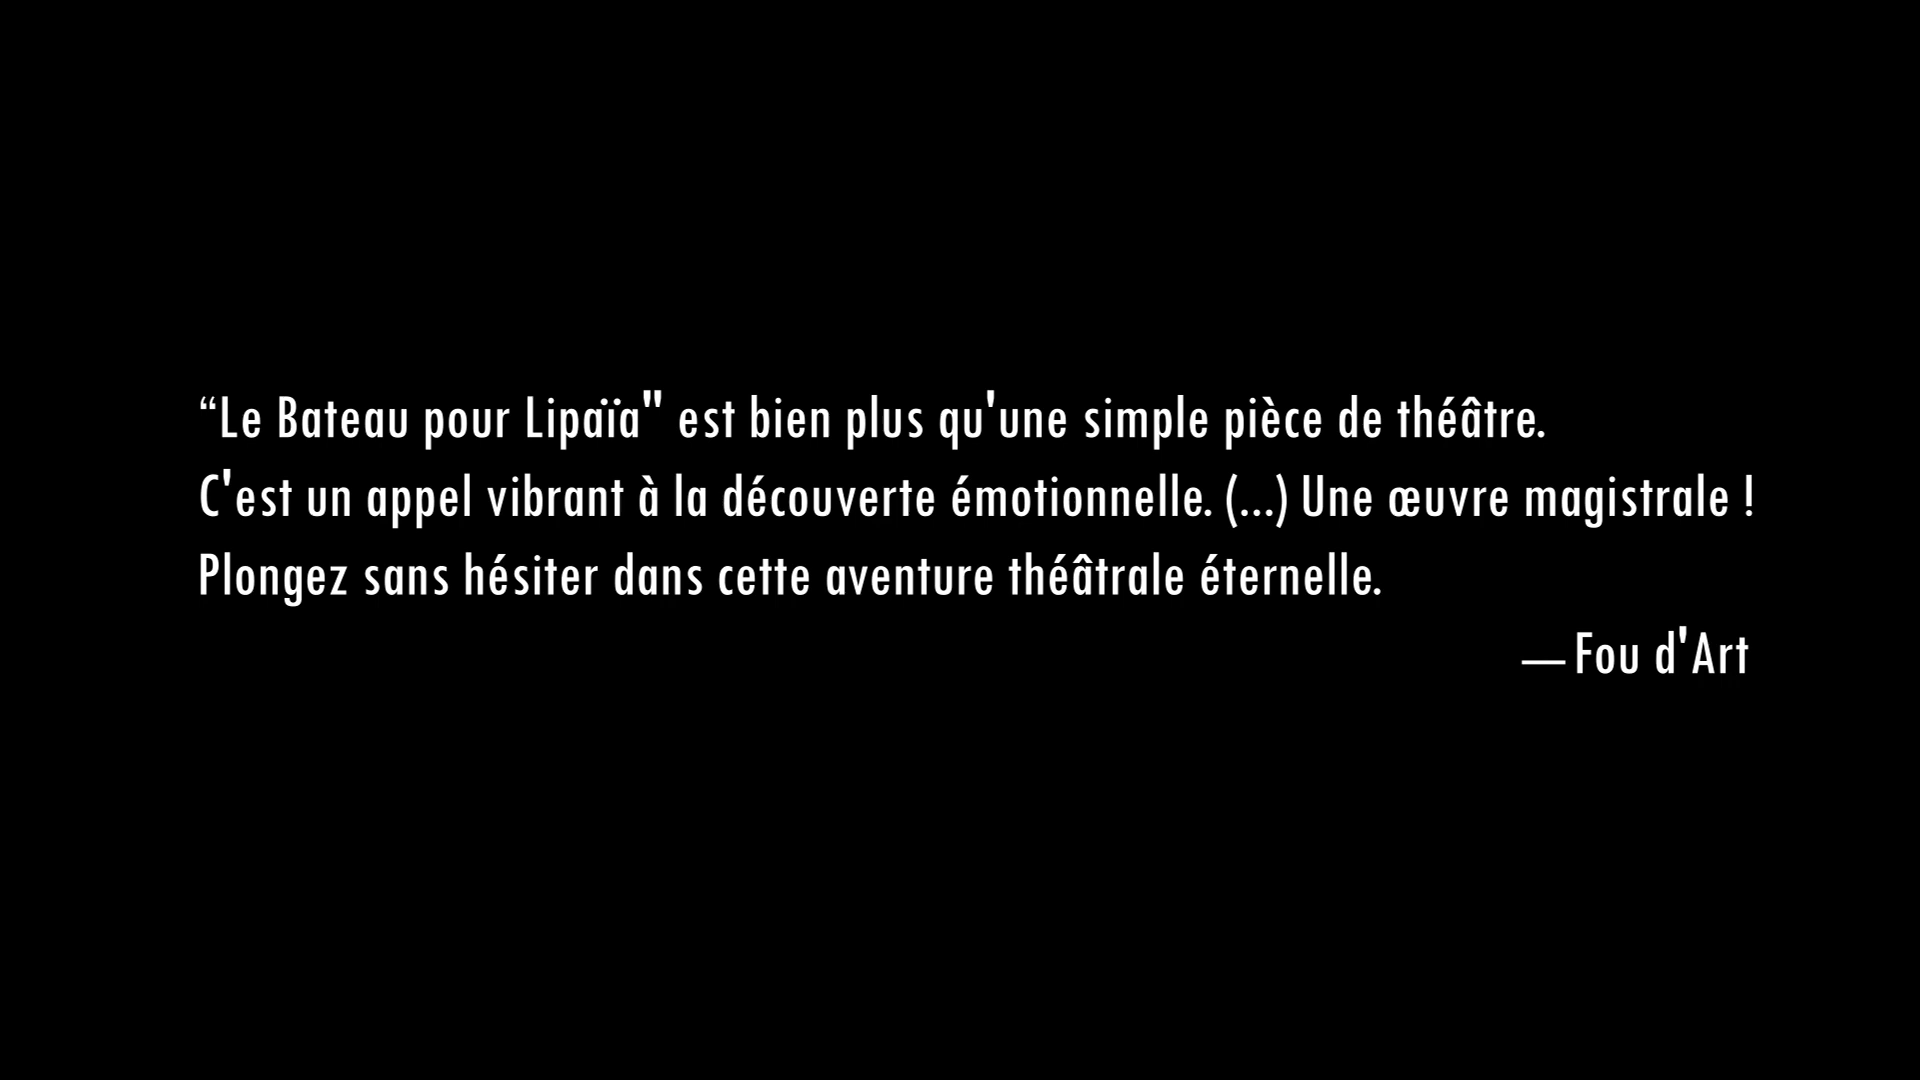 “Le Bateau pour Lipaïa" est bien plus qu'une simple pièce de théâtre.
C'est un appel vibrant à la découverte émotionnelle. (...) Une œuvre magistrale !
Plongez sans hésiter dans cette aventure théâtrale éternelle.
— Fou d'Art